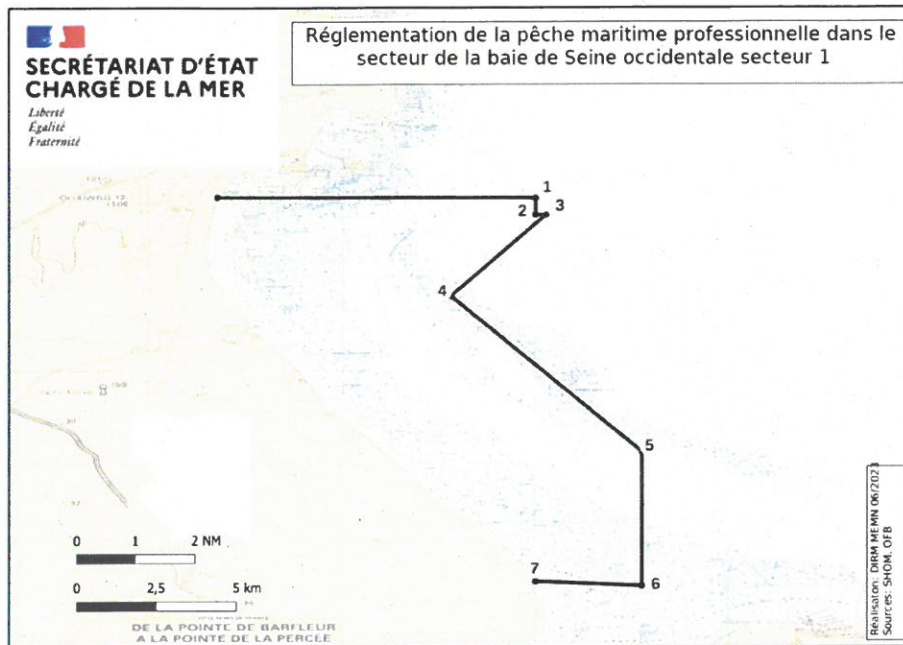 Réglementation de la pêche maritime professionnelle dans le
secteur de la baie de Seine occidentale secteur 1
SECRÉTARIAT D'ÉTAT
CHARGÉ DE LA MER
Liberté
Égalité
Fraternité
1
2
3
4
5
6
7
0 1 2 NM
0 2,5 5 km
DE LA POINTE DE BARFLEUR
A LA POINTE DE LA PERCÉE
Réalisaton: DIRM MEMN 06/2023
Sources: SHOM, OFB